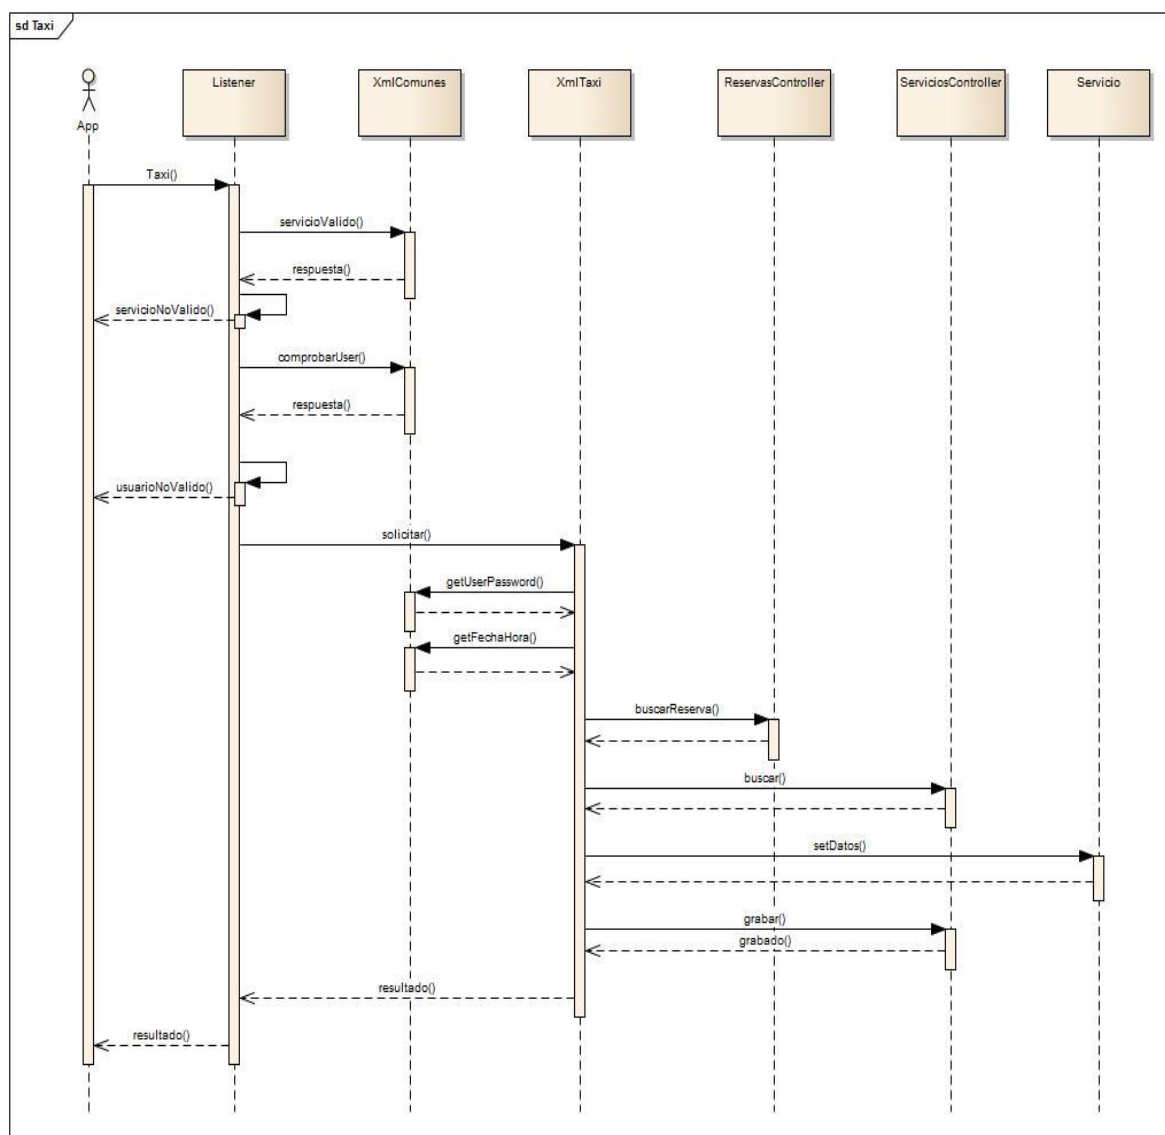 sd Taxi
App
Listener
XmlComunes
XmlTaxi
ReservasController
ServiciosController
Servicio
Taxi()
servicioValido()
respuesta()
servicioNoValido()
comprobarUser()
respuesta()
usuarioNoValido()
solicitar()
getUserPassword()
getFechaHora()
buscarReserva()
buscar()
setDatos()
grabar()
grabado()
resultado()
resultado()